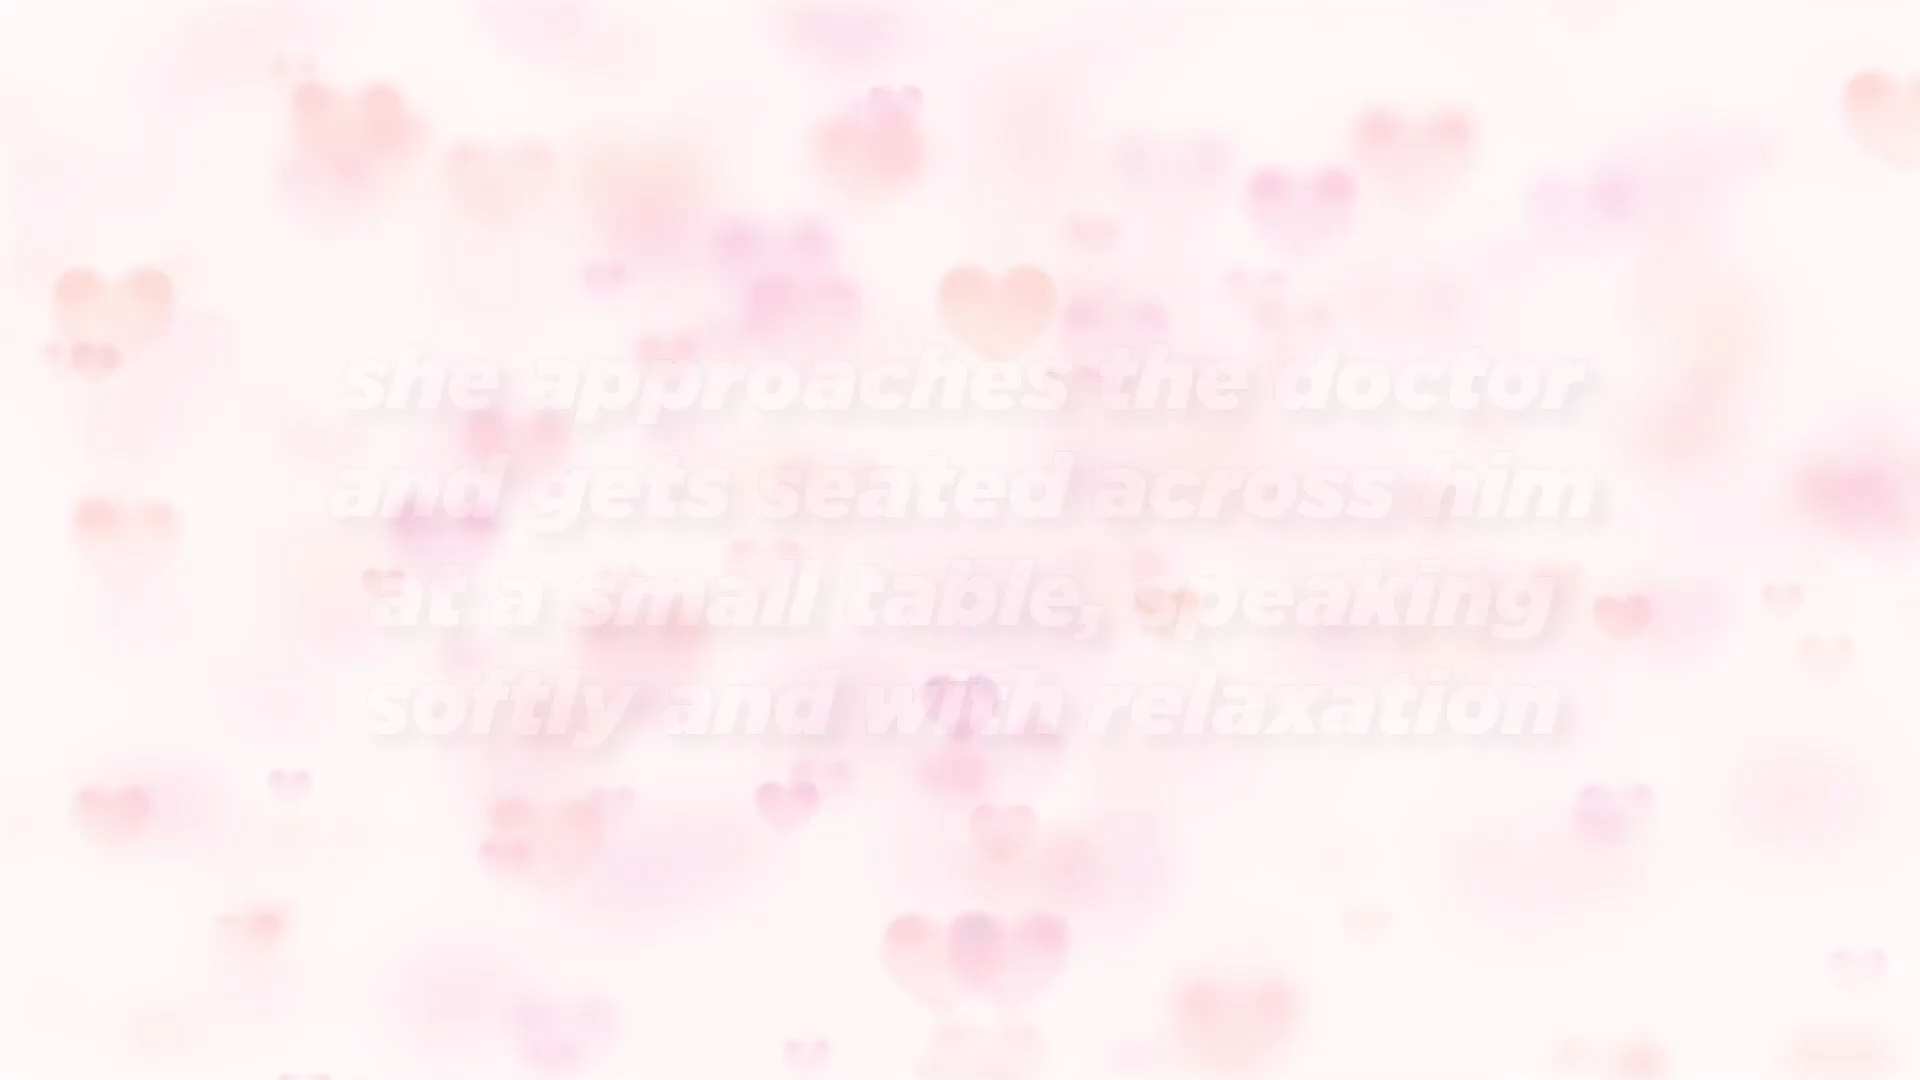 she approaches the doctor
and gets seated across him
at a small table, speaking
softly and with relaxation